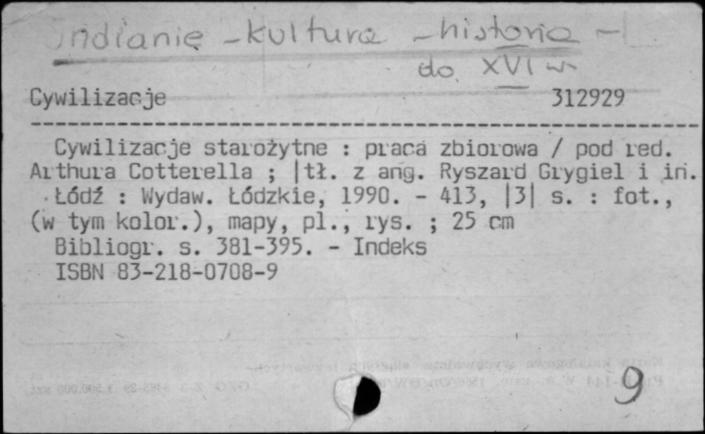 Indianie - kultura - historia -
do XVI w.
Cywilizacje 312929
Cywilizacje starożytne : praca zbiorowa / pod red.
Arthura Cotterella ; |tł. z ang. Ryszard Grygiel i in.
Łódź : Wydaw. Łódzkie, 1990. - 413, |3| s. : fot.,
(w tym kolor.), mapy, pl., rys. ; 25 cm
Bibliogr. s. 381-395. - Indeks
ISBN 83-218-0708-9
9